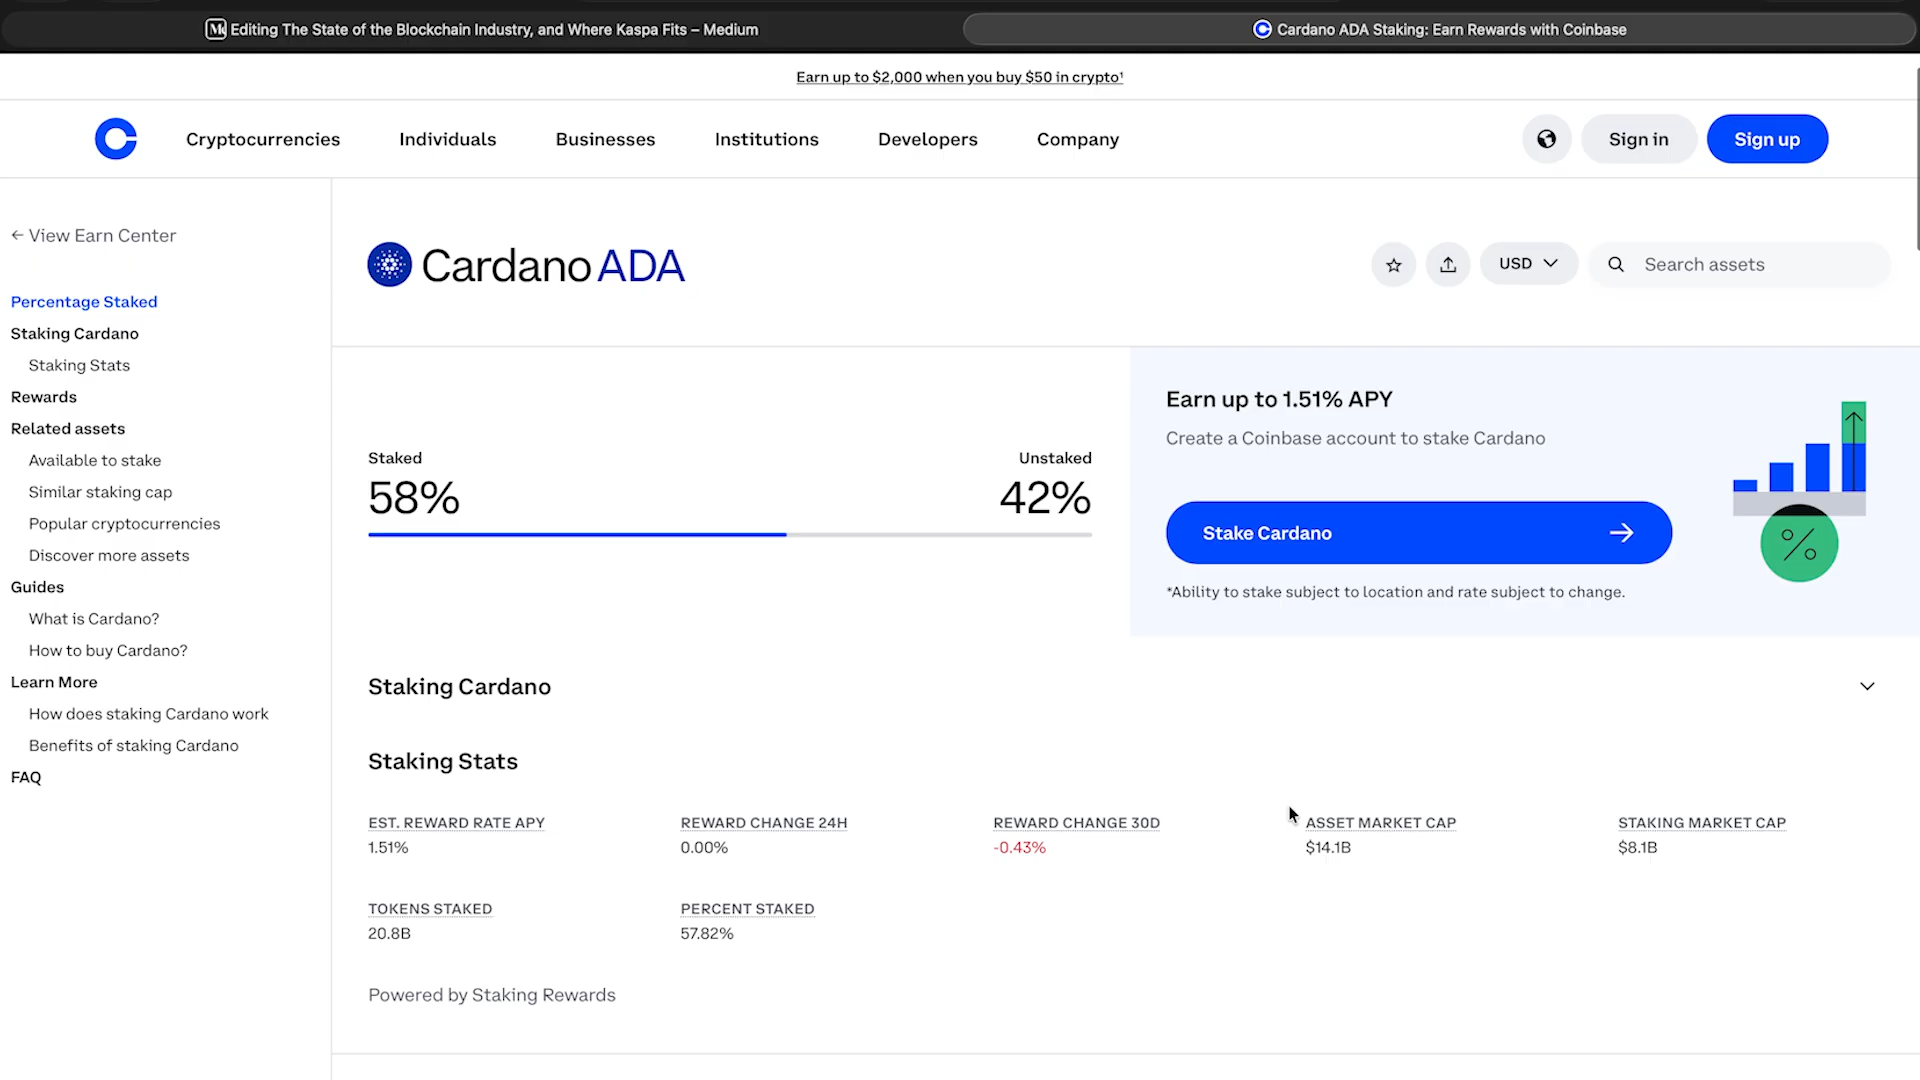 Editing The State of the Blockchain Industry, and Where Kaspa Fits – Medium
Cardano ADA Staking: Earn Rewards with Coinbase
Earn up to $2,000 when you buy $50 in crypto¹
Cryptocurrencies
Individuals
Businesses
Institutions
Developers
Company
Sign in
Sign up
← View Earn Center
Percentage Staked
Staking Cardano
Staking Stats
Rewards
Related assets
Available to stake
Similar staking cap
Popular cryptocurrencies
Discover more assets
Guides
What is Cardano?
How to buy Cardano?
Learn More
How does staking Cardano work
Benefits of staking Cardano
FAQ
Cardano ADA
USD
Search assets
Staked
58%
Unstaked
42%
Earn up to 1.51% APY
Create a Coinbase account to stake Cardano
Stake Cardano
*Ability to stake subject to location and rate subject to change.
%
Staking Cardano
Staking Stats
EST. REWARD RATE APY
1.51%
REWARD CHANGE 24H
0.00%
REWARD CHANGE 30D
-0.43%
ASSET MARKET CAP
$14.1B
STAKING MARKET CAP
$8.1B
TOKENS STAKED
20.8B
PERCENT STAKED
57.82%
Powered by Staking Rewards